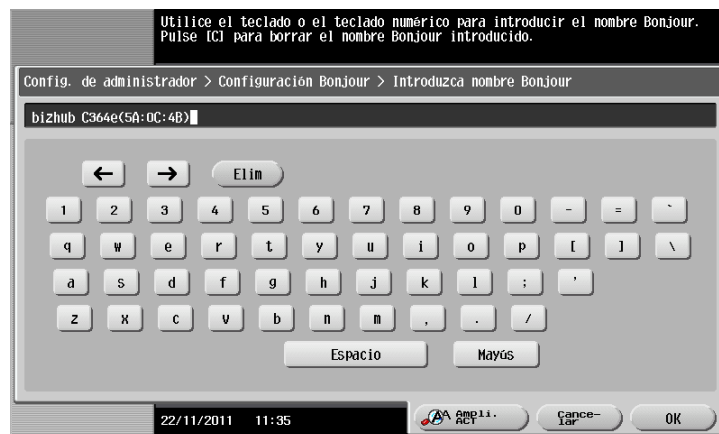 Utilice el teclado o el teclado numérico para introducir el nombre Bonjour.
Pulse [C] para borrar el nombre Bonjour introducido.
Config. de administrador > Configuración Bonjour > Introduzca nombre Bonjour
bizhub C364e(5A:0C:4B)
← → Elim
1 2 3 4 5 6 7 8 9 0 - = `
q w e r t y u i o p [ ] \
a s d f g h j k l ; '
z x c v b n m , . /
Espacio Mayús
22/11/2011 11:35
Ampli. ACT
Cance-
lar
OK